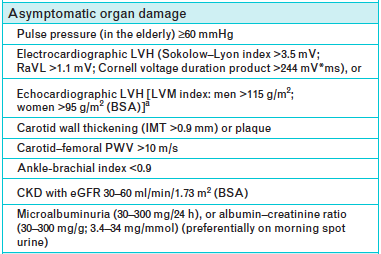 Asymptomatic organ damage
Pulse pressure (in the elderly) ≥60 mmHg
Electrocardiographic LVH (Sokolow–Lyon index >3.5 mV;
RaVL >1.1 mV; Cornell voltage duration product >244 mV*ms), or
Echocardiographic LVH [LVM index: men >115 g/m²;
women >95 g/m² (BSA)]ᵃ
Carotid wall thickening (IMT >0.9 mm) or plaque
Carotid–femoral PWV >10 m/s
Ankle-brachial index <0.9
CKD with eGFR 30–60 ml/min/1.73 m² (BSA)
Microalbuminuria (30–300 mg/24 h), or albumin–creatinine ratio
(30–300 mg/g; 3.4–34 mg/mmol) (preferentially on morning spot
urine)